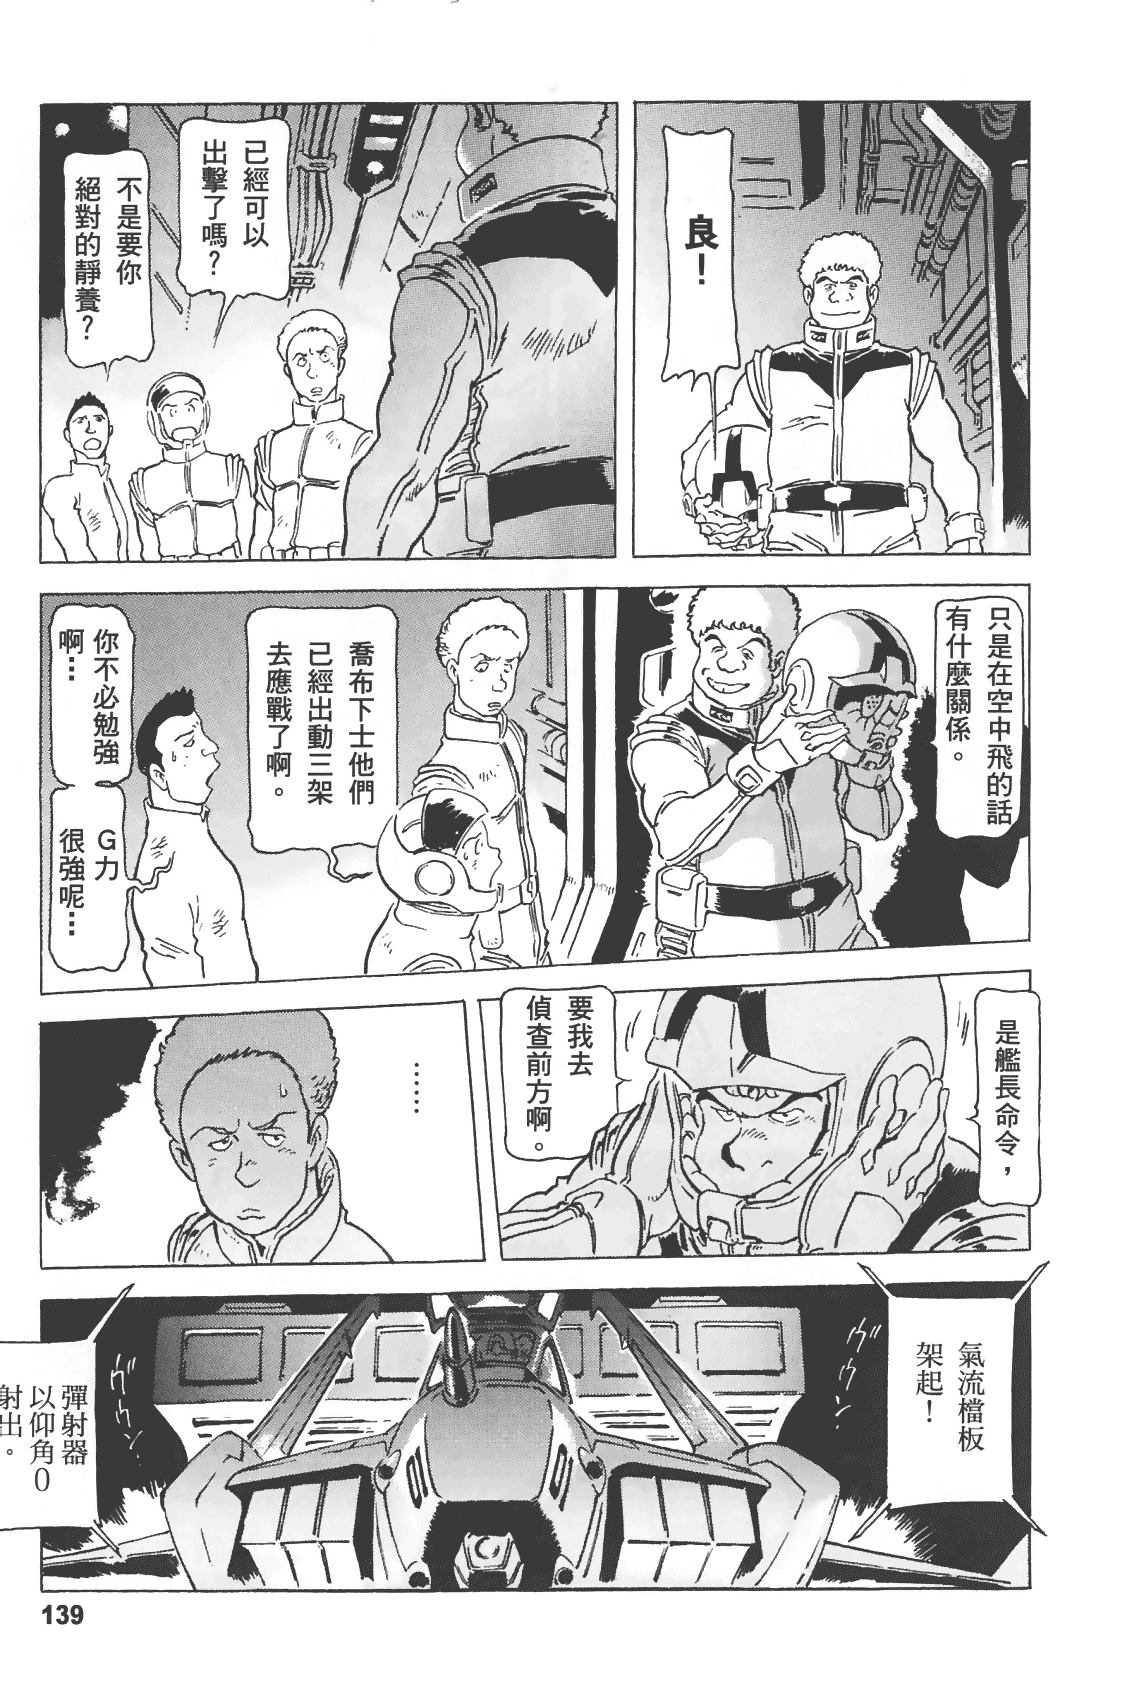 良！
已經可以
出擊了嗎？
不是要你
絕對的靜養？
只是在空中飛的話
有什麼關係。
喬布下士他們
已經出動三架
去應戰了啊。
你不必勉強
啊⋯
G力
很強呢⋯
是艦長命令，
要我去
偵查前方啊。
⋯⋯
氣流檔板
架起！
ヴヴン
ヴヴン
彈射器
以仰角0
射出。
139